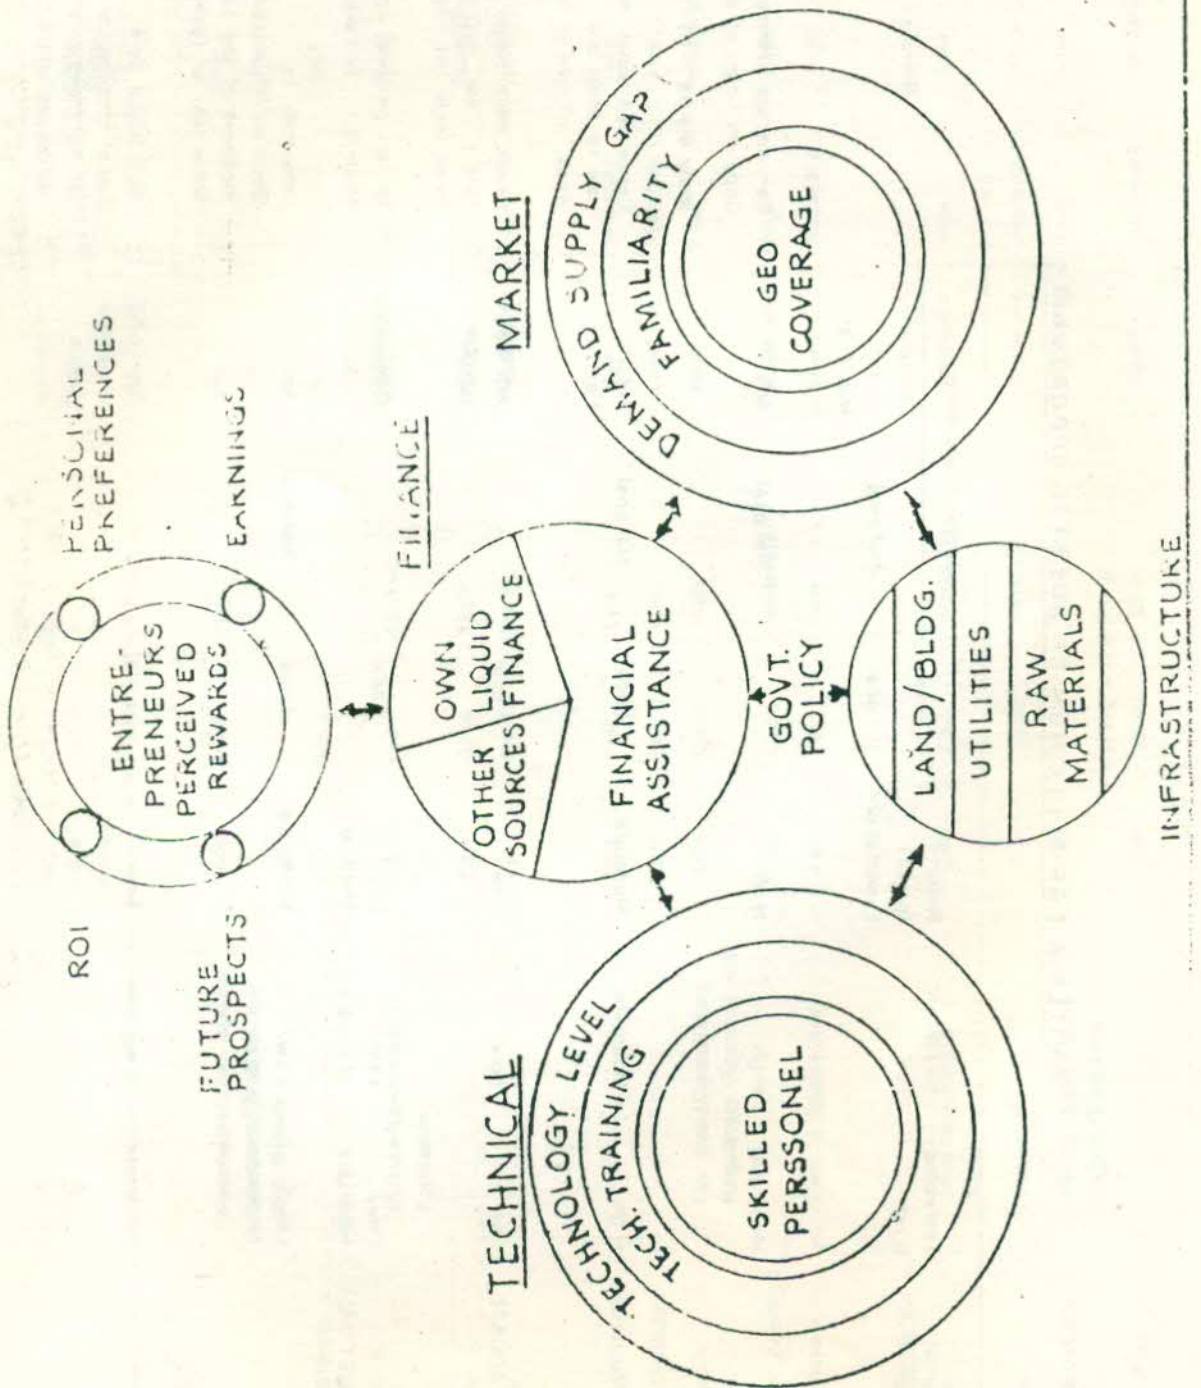 PERSONAL
PREFERENCES
ROI
ENTRE-
PRENEURS
PERCEIVED
REWARDS
FUTURE
PROSPECTS
EARNINGS
FINANCE
OWN
LIQUID
FINANCE
OTHER
SOURCES
FINANCIAL
ASSISTANCE
TECHNICAL
TECHNOLOGY LEVEL
TECH. TRAINING
SKILLED
PERSSONEL
MARKET
DEMAND SUPPLY GAP
FAMILIARITY
GEO
COVERAGE
GOVT.
POLICY
LAND/BLDG.
UTILITIES
RAW
MATERIALS
INFRASTRUCTURE